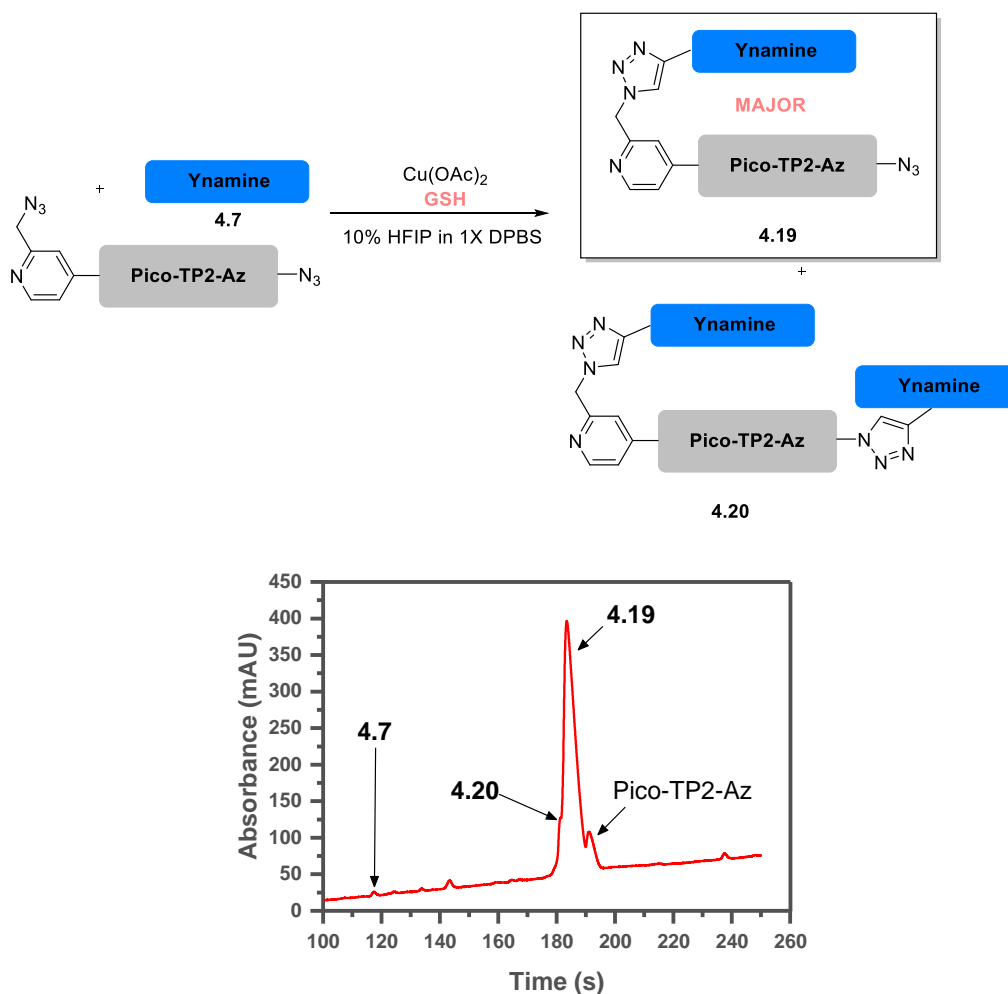 N
N
N
Ynamine
MAJOR
N
Pico-TP2-Az
N3
4.19
+
Ynamine
4.7
N3
N
Pico-TP2-Az
N3
Cu(OAc)2
GSH
10% HFIP in 1X DPBS
+
N
N
N
Ynamine
Ynamine
N
Pico-TP2-Az
N
N
N
4.20
450
400
350
300
250
200
150
100
50
0
Absorbance (mAU)
4.19
4.7
4.20
Pico-TP2-Az
100 120 140 160 180 200 220 240 260
Time (s)